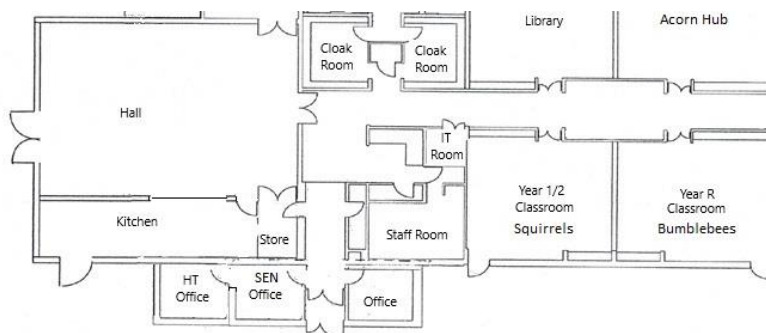 Library
Acorn Hub
Cloak
Room
Cloak
Room
Hall
IT
Room
Year 1/2
Classroom
Squirrels
Year R
Classroom
Bumblebees
Kitchen
Store
Staff Room
HT
Office
SEN
Office
Office